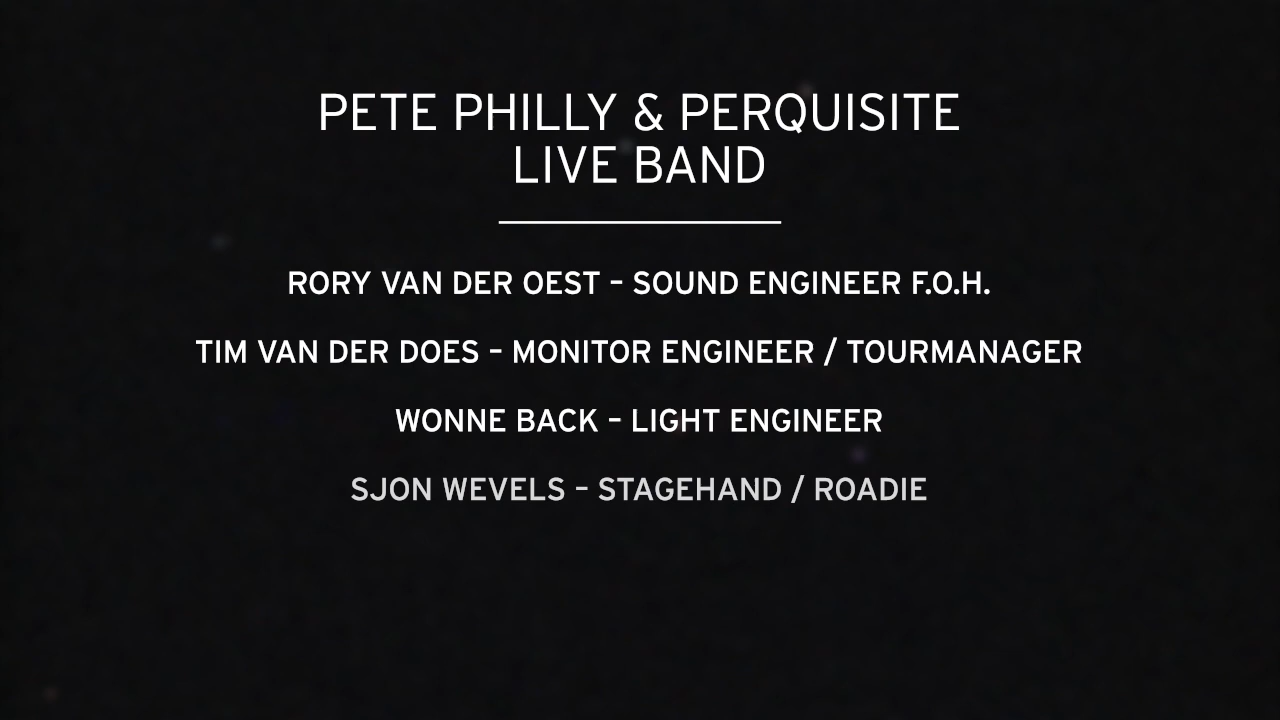 PETE PHILLY & PERQUISITE
LIVE BAND
RORY VAN DER OEST – SOUND ENGINEER F.O.H.
TIM VAN DER DOES – MONITOR ENGINEER / TOURMANAGER
WONNE BACK – LIGHT ENGINEER
SJON WEVELS – STAGEHAND / ROADIE